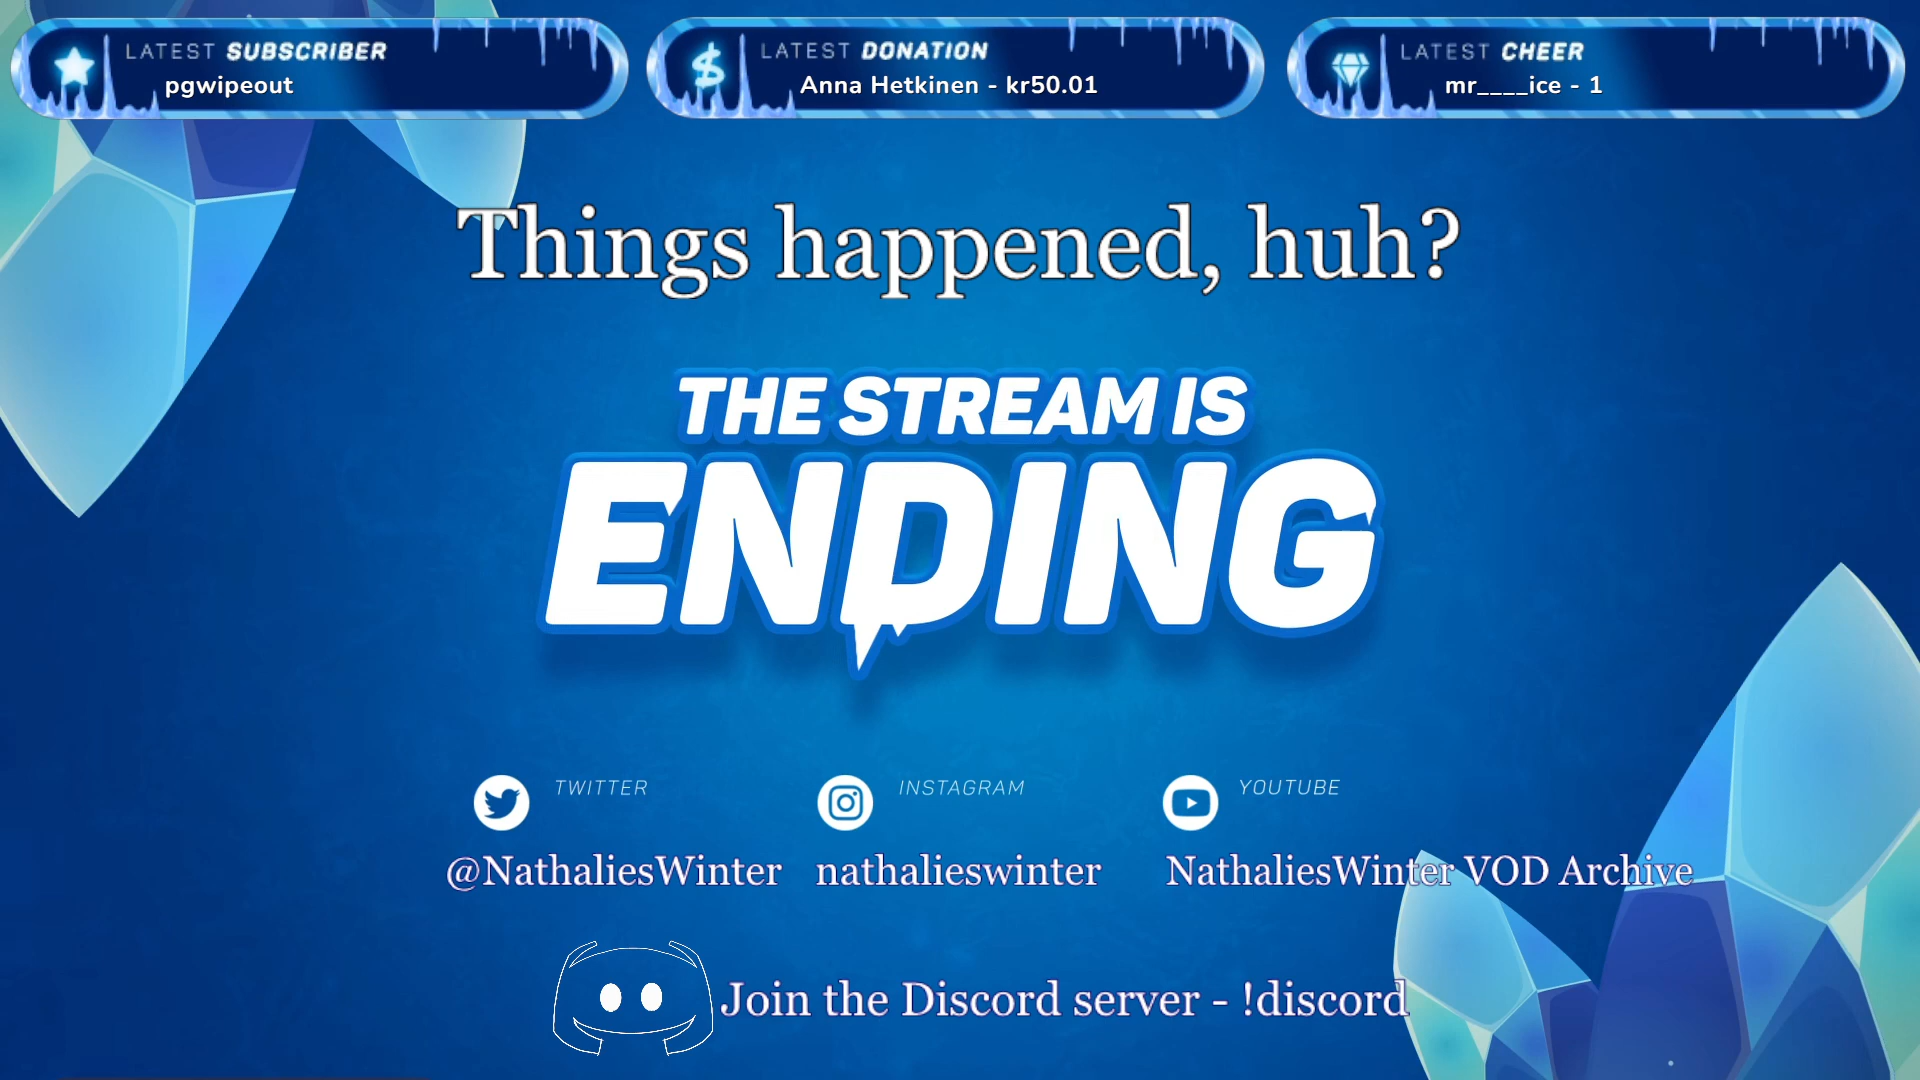 LATEST SUBSCRIBER
pgwipeout
LATEST DONATION
Anna Hetkinen - kr50.01
LATEST CHEER
mr____ice - 1
Things happened, huh?
THE STREAM IS
ENDING
TWITTER
@NathaliesWinter
INSTAGRAM
nathalieswinter
YOUTUBE
NathaliesWinter VOD Archive
Join the Discord server - !discord